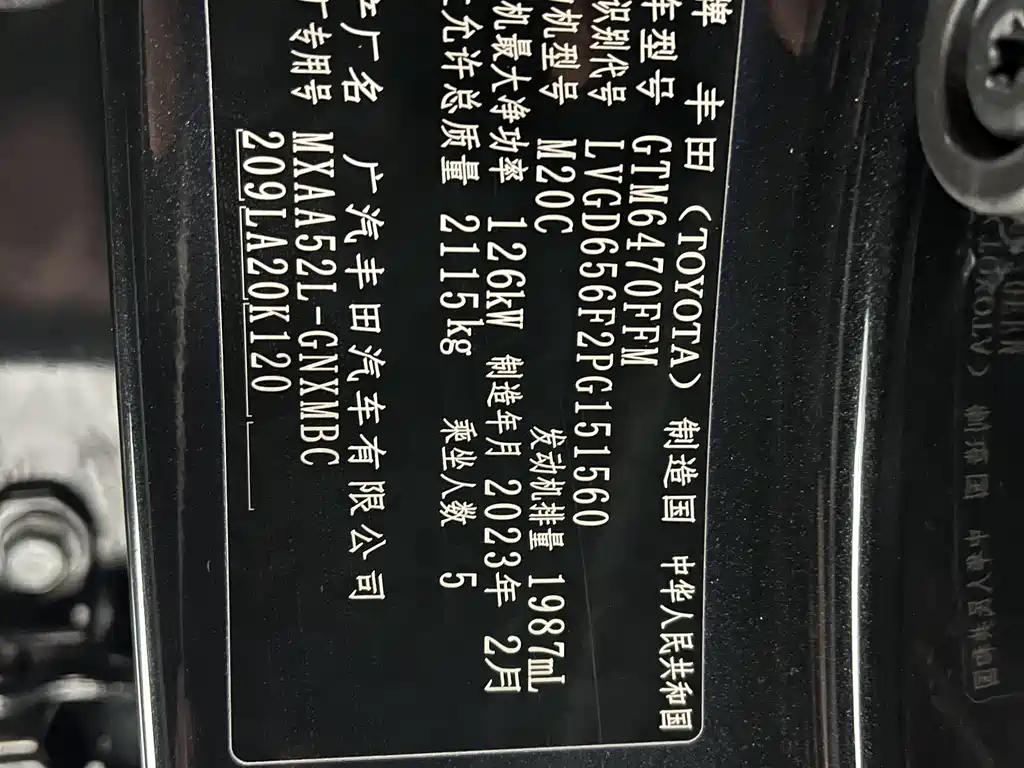 牌 丰田(TOYOTA) 制造国 中华人民共和国
车型号 GTM6470FFM
识别代号 LVGD656F2PG151560
机型号 M20C 发动机排量 1987mL
机最大净功率 126kW 制造年月 2023年 2月
允许总质量 2115kg 乘坐人数 5
产厂名 广汽丰田汽车有限公司
厂专用号 MXAA52L-GNXMBC
209LA20K120